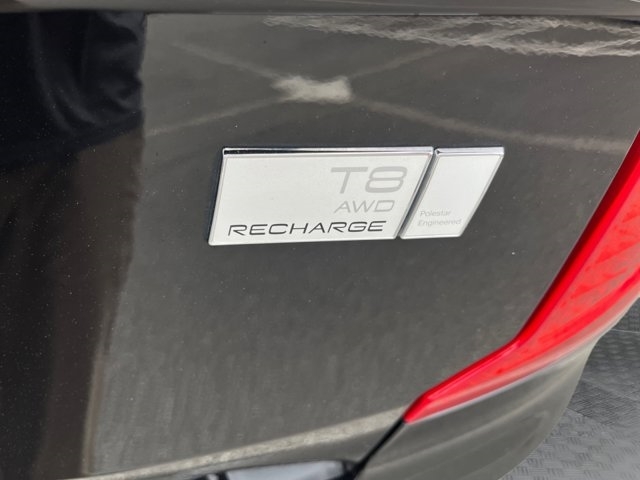 T8
AWD
RECHARGE
Polestar
Engineered